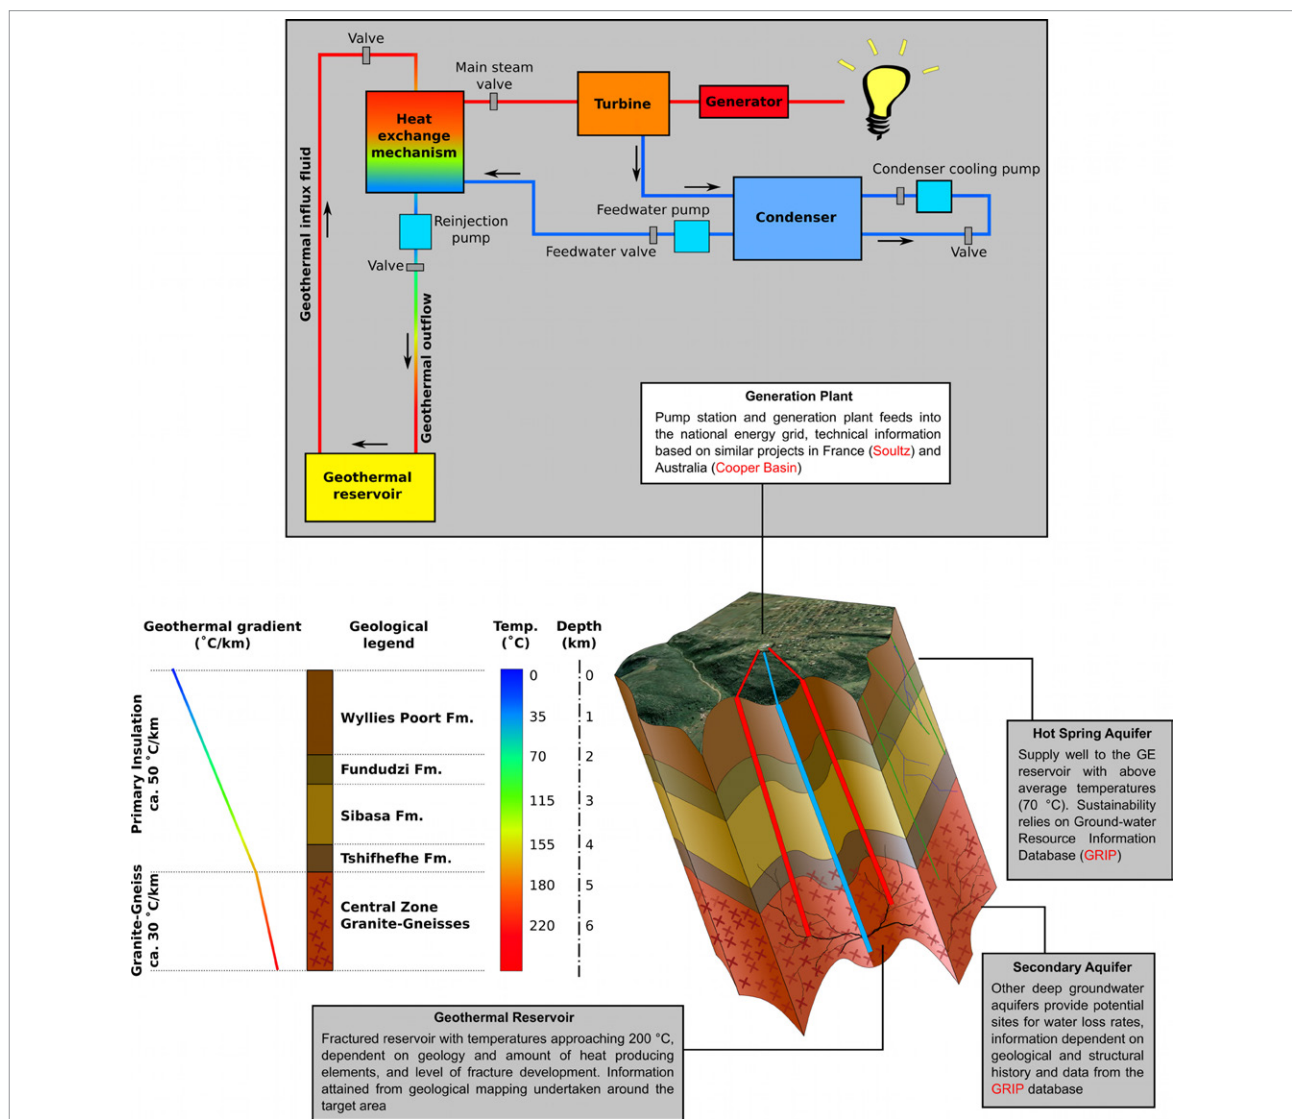 Valve
Main steam
valve
Turbine
Generator
Heat
exchange
mechanism
Condenser cooling pump
Geothermal influx fluid
Reinjection
pump
Feedwater pump
Condenser
Feedwater valve
Valve
Valve
Geothermal outflow
Geothermal
reservoir
Generation Plant
Pump station and generation plant feeds into
the national energy grid, technical information
based on similar projects in France (Soultz) and
Australia (Cooper Basin)
Geothermal gradient
(˚C/km)
Geological
legend
Temp.
(˚C)
Depth
(km)
Primary Insulation
ca. 50 ˚C/km
Granite-Gneiss
ca. 30 ˚C/km
Wyllies Poort Fm.
Fundudzi Fm.
Sibasa Fm.
Tshifhefhe Fm.
Central Zone
Granite-Gneisses
0
35
70
115
155
180
220
0
1
2
3
4
5
6
Hot Spring Aquifer
Supply well to the GE
reservoir with above
average temperatures
(70 °C). Sustainability
relies on Ground-water
Resource Information
Database (GRIP)
Secondary Aquifer
Other deep groundwater
aquifers provide potential
sites for water loss rates,
information dependent on
geological and structural
history and data from the
GRIP database
Geothermal Reservoir
Fractured reservoir with temperatures approaching 200 °C,
dependent on geology and amount of heat producing
elements, and level of fracture development. Information
attained from geological mapping undertaken around the
target area